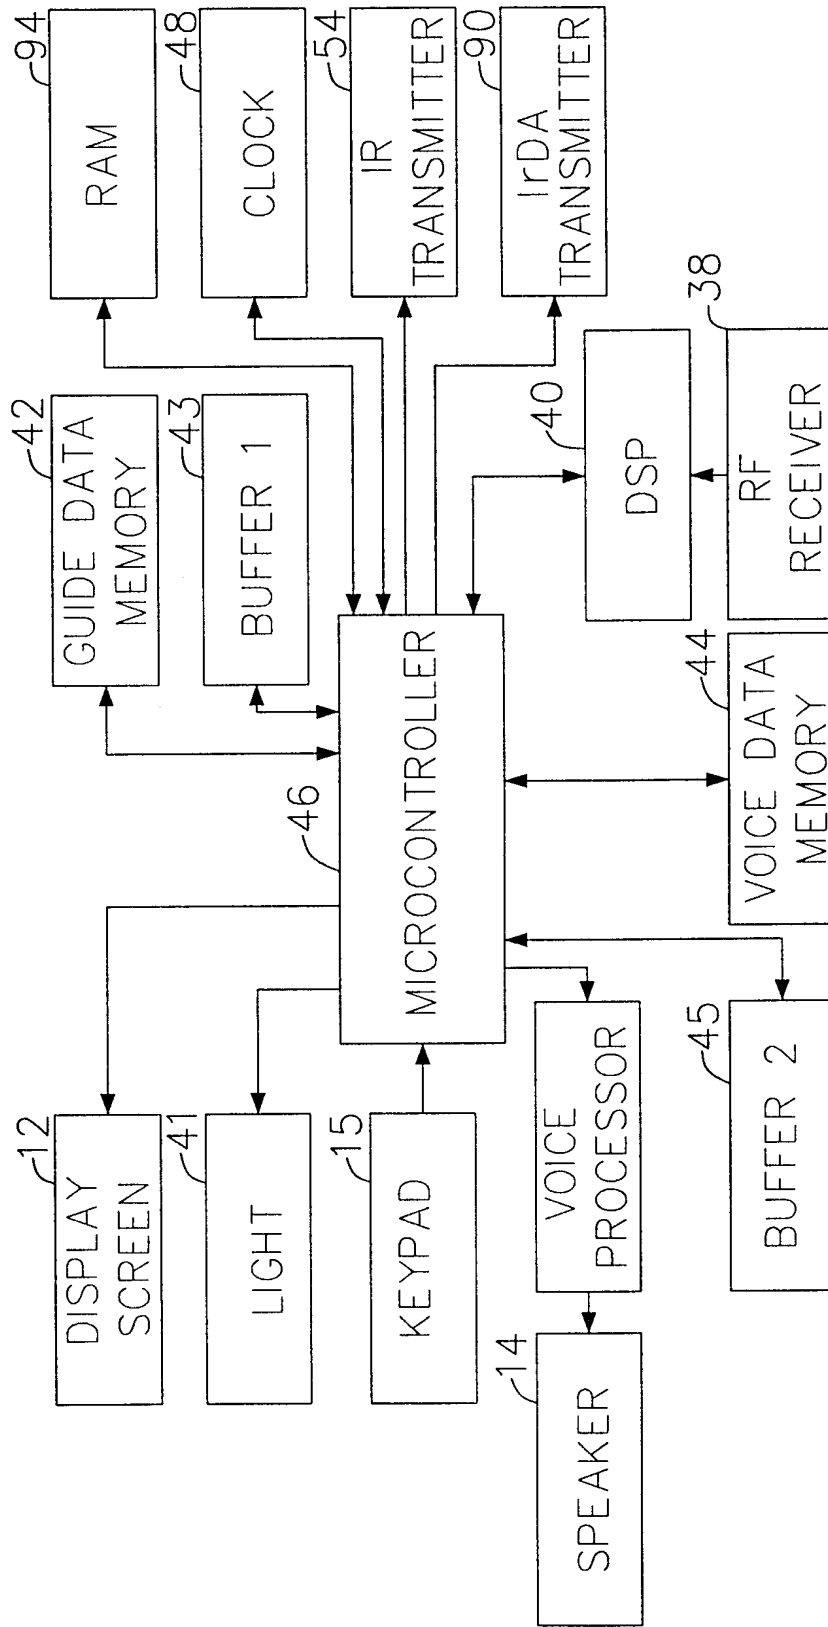 12
DISPLAY
SCREEN
42
GUIDE DATA
MEMORY
94
RAM
41
LIGHT
43
BUFFER 1
48
CLOCK
15
KEYPAD
46
MICROCONTROLLER
54
IR
TRANSMITTER
90
IrDA
TRANSMITTER
14
SPEAKER
VOICE
PROCESSOR
40
DSP
45
BUFFER 2
44
VOICE DATA
MEMORY
38
RF
RECEIVER